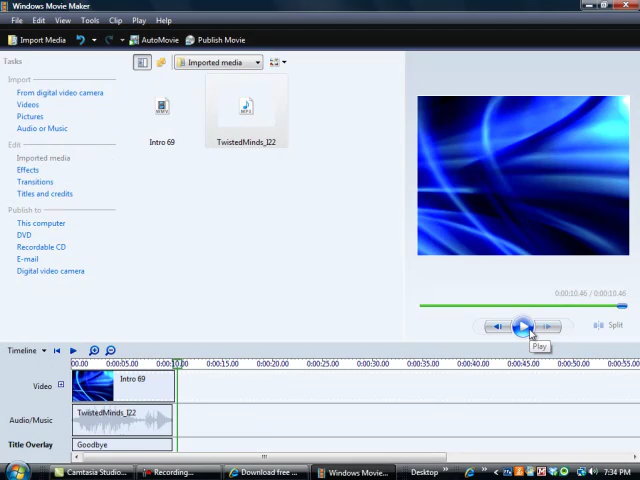 Windows Movie Maker
File Edit View Tools Clip Play Help
Import Media AutoMovie Publish Movie
Tasks
Imported media
Import
From digital video camera
Videos
Pictures
Audio or Music
Edit
Imported media
Effects
Transitions
Titles and credits
Publish to
This computer
DVD
Recordable CD
E-mail
Digital video camera
Intro 69
TwistedMinds_I22
0:00:10.46 / 0:00:10.46
Split
Play
Timeline
00.00 0:00:05.00 0:00:10.00 0:00:15.00 0:00:20.00 0:00:25.00 0:00:30.00 0:00:35.00 0:00:40.00 0:00:45.00 0:00:50.00 0:00:55.00
Video
Intro 69
Audio/Music
TwistedMinds_I22
Title Overlay
Goodbye
Camtasia Studio...
Recording...
Download free ...
Windows Movie...
Desktop
7:34 PM